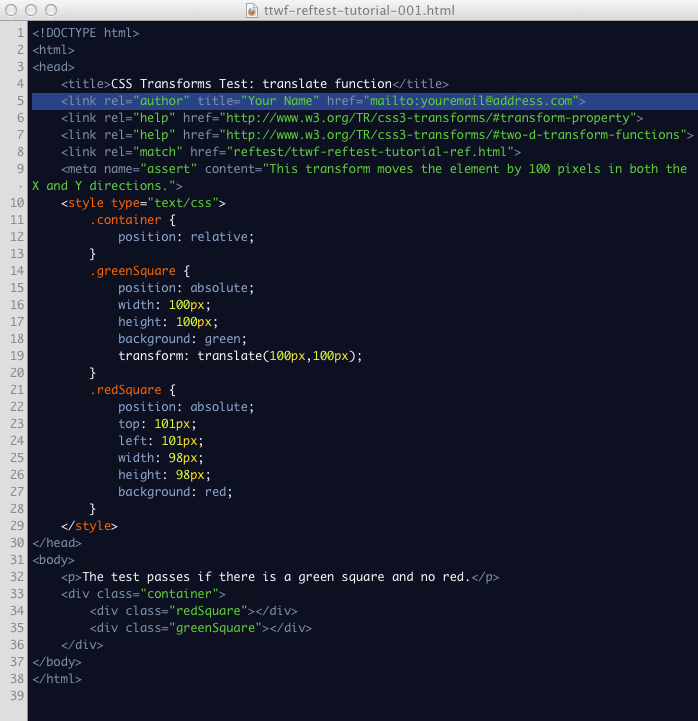 ttwf-reftest-tutorial-001.html
1 <!DOCTYPE html>
2 <html>
3 <head>
4     <title>CSS Transforms Test: translate function</title>
5     <link rel="author" title="Your Name" href="mailto:youremail@address.com">
6     <link rel="help" href="http://www.w3.org/TR/css3-transforms/#transform-property">
7     <link rel="help" href="http://www.w3.org/TR/css3-transforms/#two-d-transform-functions">
8     <link rel="match" href="reftest/ttwf-reftest-tutorial-ref.html">
9     <meta name="assert" content="This transform moves the element by 100 pixels in both the
· X and Y directions.">
10     <style type="text/css">
11         .container {
12             position: relative;
13         }
14         .greenSquare {
15             position: absolute;
16             width: 100px;
17             height: 100px;
18             background: green;
19             transform: translate(100px,100px);
20         }
21         .redSquare {
22             position: absolute;
23             top: 101px;
24             left: 101px;
25             width: 98px;
26             height: 98px;
27             background: red;
28         }
29     </style>
30 </head>
31 <body>
32     <p>The test passes if there is a green square and no red.</p>
33     <div class="container">
34         <div class="redSquare"></div>
35         <div class="greenSquare"></div>
36     </div>
37 </body>
38 </html>
39